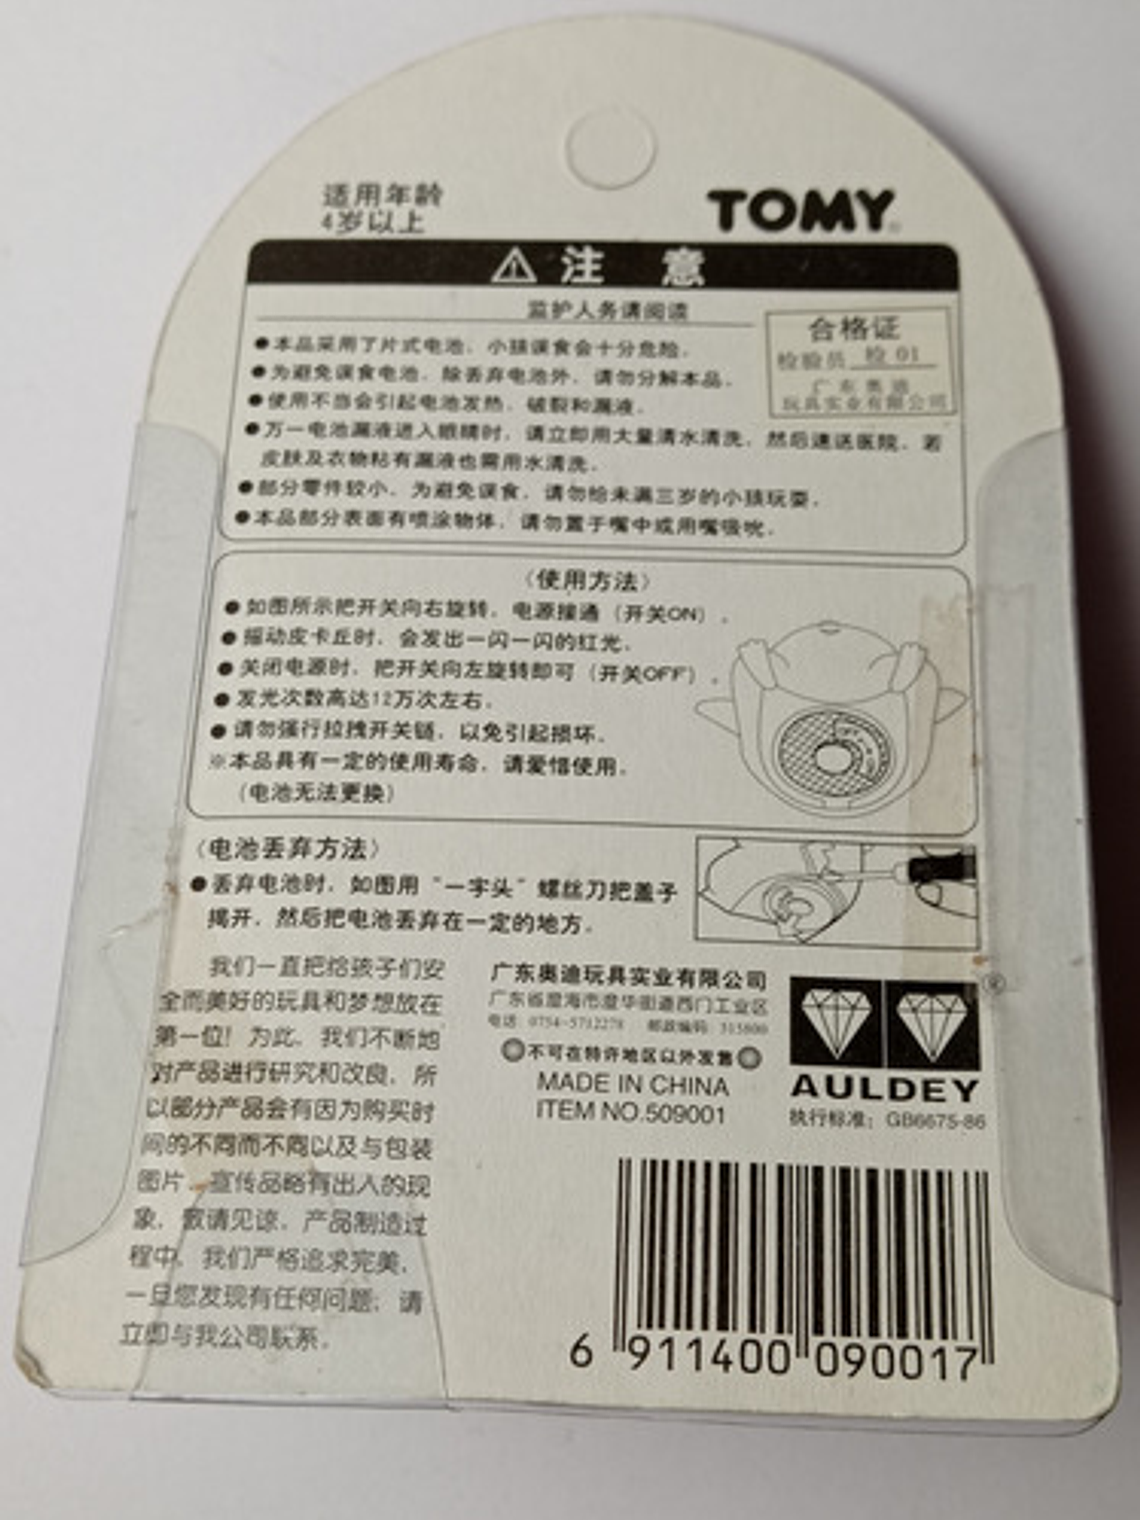 适用年龄
4岁以上
TOMY
注 意
监护人务请阅读
●本品采用了片式电池，小孩误食会十分危险。
●为避免误食电池，除丢弃电池外，请勿分解本品。
●使用不当会引起电池发热，破裂和漏液。
●万一电池漏液进入眼睛时，请立即用大量清水清洗，然后速送医院，若
皮肤及衣物粘有漏液也需用水清洗。
●部分零件较小，为避免误食，请勿给未满三岁的小孩玩耍。
●本品部分表面有喷涂物体，请勿置于嘴中或用嘴吸吮。
合格证
检验员 检 01
广东奥迪
玩具实业有限公司
〈使用方法〉
●如图所示把开关向右旋转，电源接通（开关ON）。
●摇动皮卡丘时，会发出一闪一闪的红光。
●关闭电源时，把开关向左旋转即可（开关OFF）。
●发光次数高达12万次左右。
●请勿强行拉拽开关链，以免引起损坏。
※本品具有一定的使用寿命，请爱惜使用。
（电池无法更换）
〈电池丢弃方法〉
●丢弃电池时，如图用“一字头”螺丝刀把盖子
揭开，然后把电池丢弃在一定的地方。
我们一直把给孩子们安
全而美好的玩具和梦想放在
第一位！为此，我们不断地
对产品进行研究和改良，所
以部分产品会有因为购买时
间的不同而不同以及与包装
图片、宣传品略有出入的现
象，敬请见谅。产品制造过
程中，我们严格追求完美，
一旦您发现有任何问题；请
立即与我公司联系。
广东奥迪玩具实业有限公司
广东省澄海市澄华街道西门工业区
电话 0754-5712278 邮政编码 515800
不可在特许地区以外发售
MADE IN CHINA
ITEM NO.509001
®
AULDEY
执行标准：GB6675-86
6 911400 090017